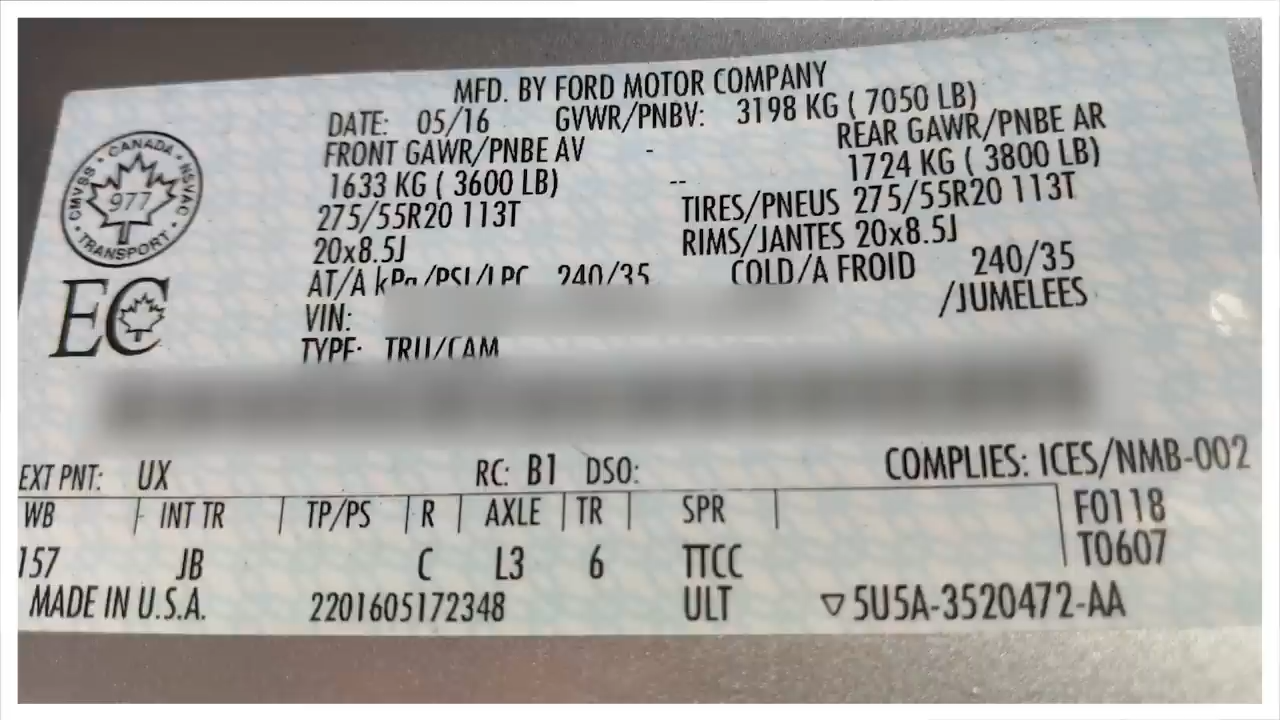 MFD. BY FORD MOTOR COMPANY
DATE: 05/16 GVWR/PNBV: 3198 KG ( 7050 LB)
FRONT GAWR/PNBE AV - REAR GAWR/PNBE AR
1633 KG ( 3600 LB) -- 1724 KG ( 3800 LB)
275/55R20 113T TIRES/PNEUS 275/55R20 113T
20x8.5J RIMS/JANTES 20x8.5J
AT/A kPa/PSI/LPC 240/35 COLD/A FROID 240/35
VIN: /JUMELEES
TYPE: TRU/CAM
CANADA
CMVSS NSVAC
977
TRANSPORT
EC
EXT PNT: UX RC: B1 DSO: COMPLIES: ICES/NMB-002
WB INT TR TP/PS R AXLE TR SPR F0118
157 JB C L3 6 TTCC T0607
MADE IN U.S.A. 2201605172348 ULT ▽5U5A-3520472-AA